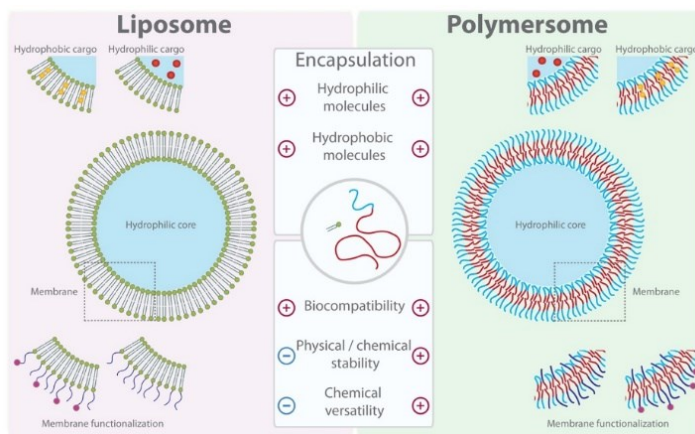 Liposome
Polymersome
Hydrophobic cargo
Hydrophilic cargo
Hydrophilic cargo
Hydrophobic cargo
Encapsulation
Hydrophilic
molecules
Hydrophobic
molecules
Hydrophilic core
Hydrophilic core
Membrane
Membrane
Biocompatibility
Physical / chemical
stability
Chemical
versatility
Membrane functionalization
Membrane functionalization